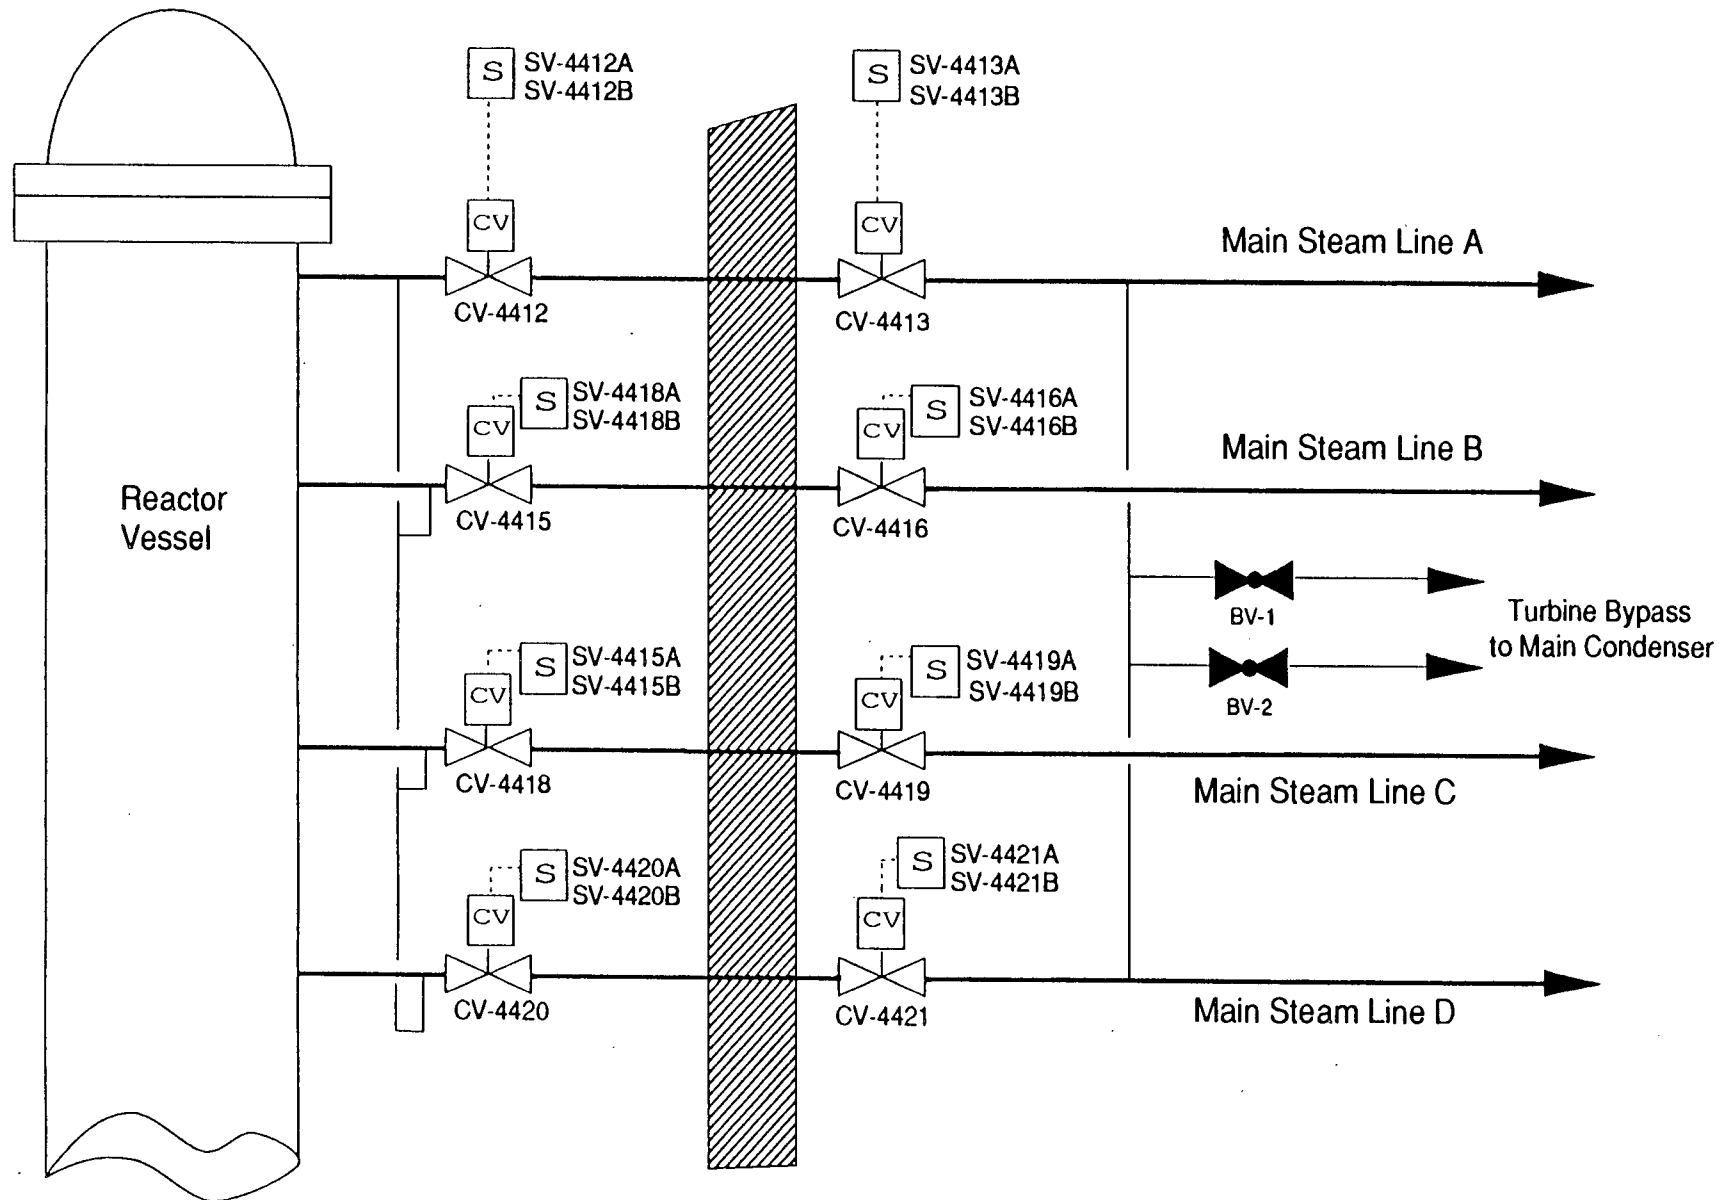 S
SV-4412A
SV-4412B
S
SV-4413A
SV-4413B
CV
CV
Main Steam Line A
CV-4412
CV-4413
S
SV-4418A
SV-4418B
CV
S
SV-4416A
SV-4416B
CV
Main Steam Line B
Reactor
Vessel
CV-4415
CV-4416
BV-1
Turbine Bypass
to Main Condenser
BV-2
S
SV-4415A
SV-4415B
CV
S
SV-4419A
SV-4419B
CV
CV-4418
CV-4419
Main Steam Line C
S
SV-4420A
SV-4420B
CV
S
SV-4421A
SV-4421B
CV
CV-4420
CV-4421
Main Steam Line D